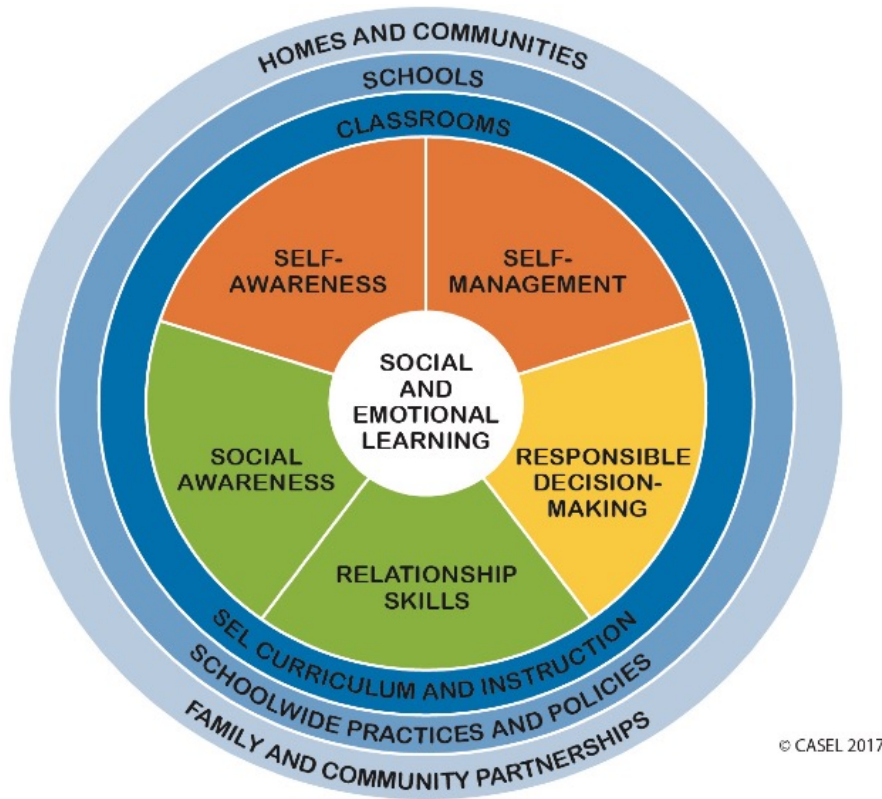 HOMES AND COMMUNITIES
SCHOOLS
CLASSROOMS
SELF-
AWARENESS
SELF-
MANAGEMENT
SOCIAL
AND
EMOTIONAL
LEARNING
SOCIAL
AWARENESS
RESPONSIBLE
DECISION-
MAKING
RELATIONSHIP
SKILLS
SEL CURRICULUM AND INSTRUCTION
SCHOOLWIDE PRACTICES AND POLICIES
FAMILY AND COMMUNITY PARTNERSHIPS
© CASEL 2017